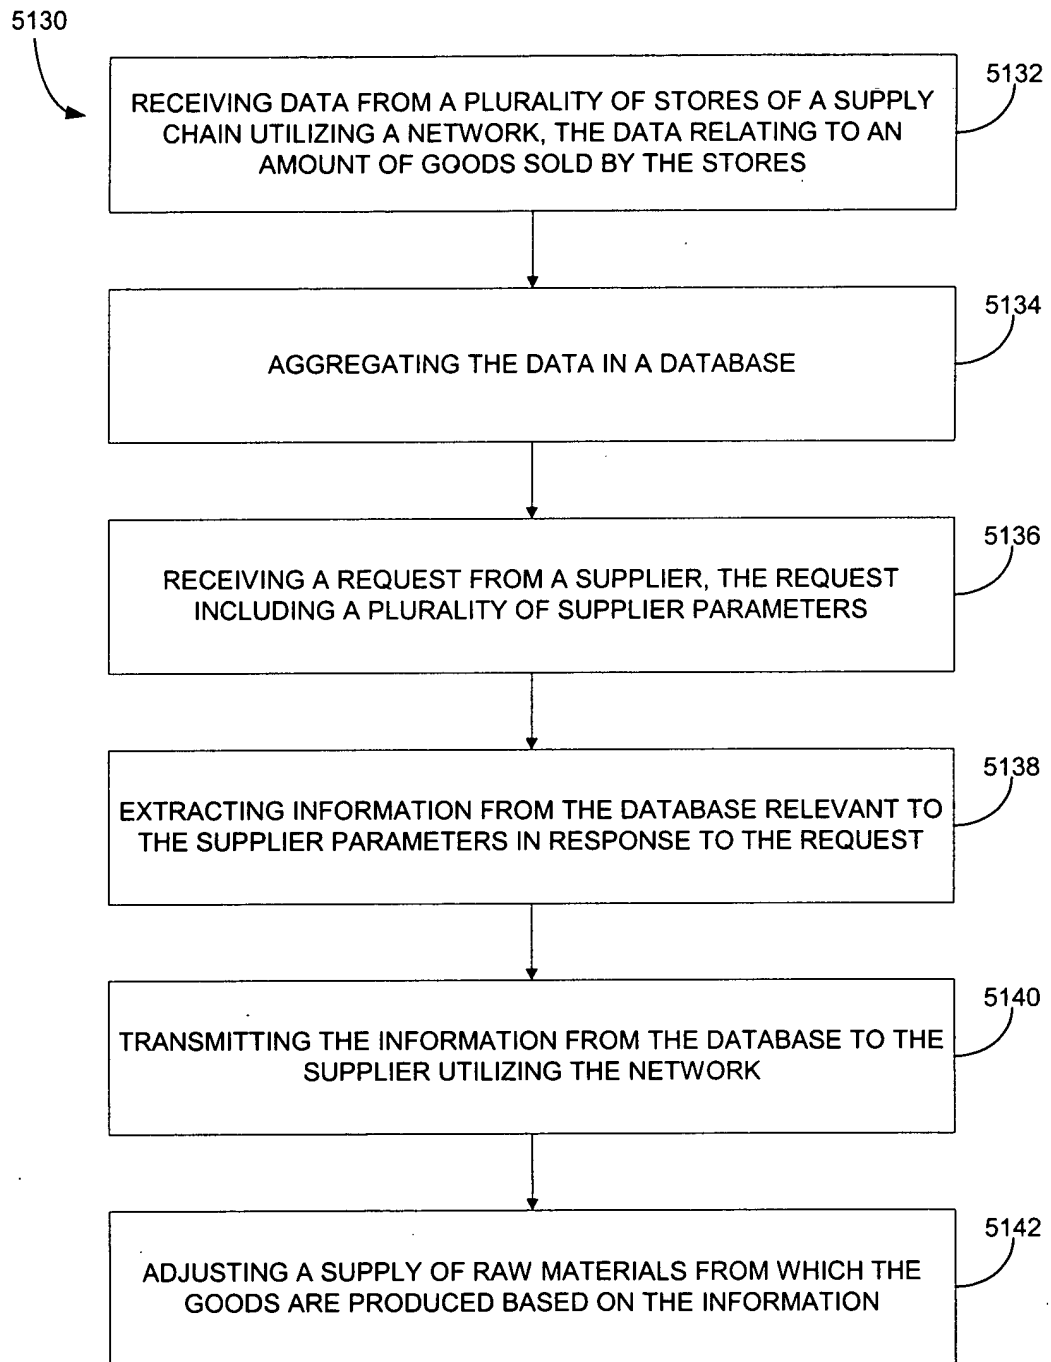 5130
5132
RECEIVING DATA FROM A PLURALITY OF STORES OF A SUPPLY
CHAIN UTILIZING A NETWORK, THE DATA RELATING TO AN
AMOUNT OF GOODS SOLD BY THE STORES
5134
AGGREGATING THE DATA IN A DATABASE
5136
RECEIVING A REQUEST FROM A SUPPLIER, THE REQUEST
INCLUDING A PLURALITY OF SUPPLIER PARAMETERS
5138
EXTRACTING INFORMATION FROM THE DATABASE RELEVANT TO
THE SUPPLIER PARAMETERS IN RESPONSE TO THE REQUEST
5140
TRANSMITTING THE INFORMATION FROM THE DATABASE TO THE
SUPPLIER UTILIZING THE NETWORK
5142
ADJUSTING A SUPPLY OF RAW MATERIALS FROM WHICH THE
GOODS ARE PRODUCED BASED ON THE INFORMATION